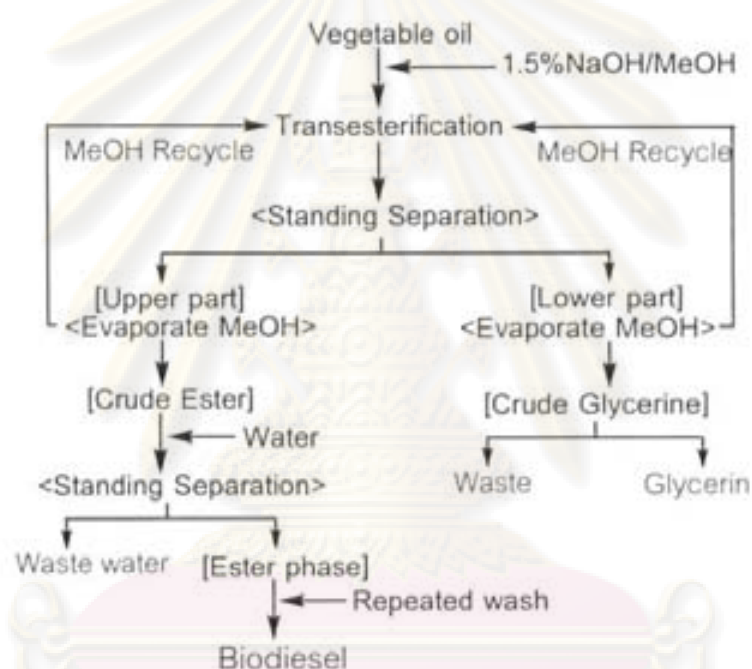 Vegetable oil
1.5%NaOH/MeOH
Transesterification
MeOH Recycle
MeOH Recycle
<Standing Separation>
[Upper part]
<Evaporate MeOH>
[Lower part]
<Evaporate MeOH>
[Crude Ester]
[Crude Glycerine]
Water
<Standing Separation>
Waste
Glycerin
Waste water
[Ester phase]
Repeated wash
Biodiesel